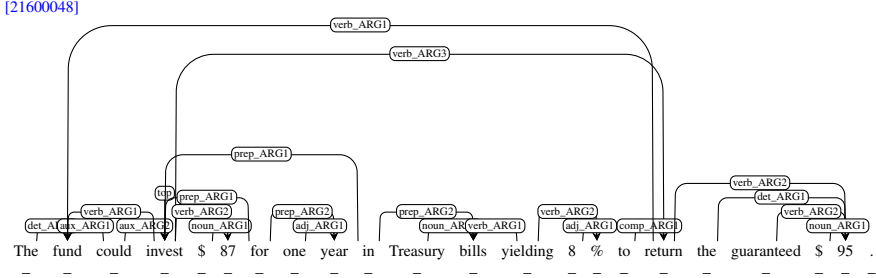 [21600048]
verb_ARG1
verb_ARG3
prep_ARG1
verb_ARG2
top prep_ARG1 det_ARG1
verb_ARG1 verb_ARG2 prep_ARG2 prep_ARG2 verb_ARG2 verb_ARG2
aux_ARG1 aux_ARG2 noun_ARG1 adj_ARG1 verb_ARG1 adj_ARG1 comp_ARG1 noun_ARG1
The fund could invest $ 87 for one year in Treasury bills yielding 8 % to return the guaranteed $ 95 .
_ _ _ _ _ _ _ _ _ _ _ _ _ _ _ _ _ _ _ _ _ _